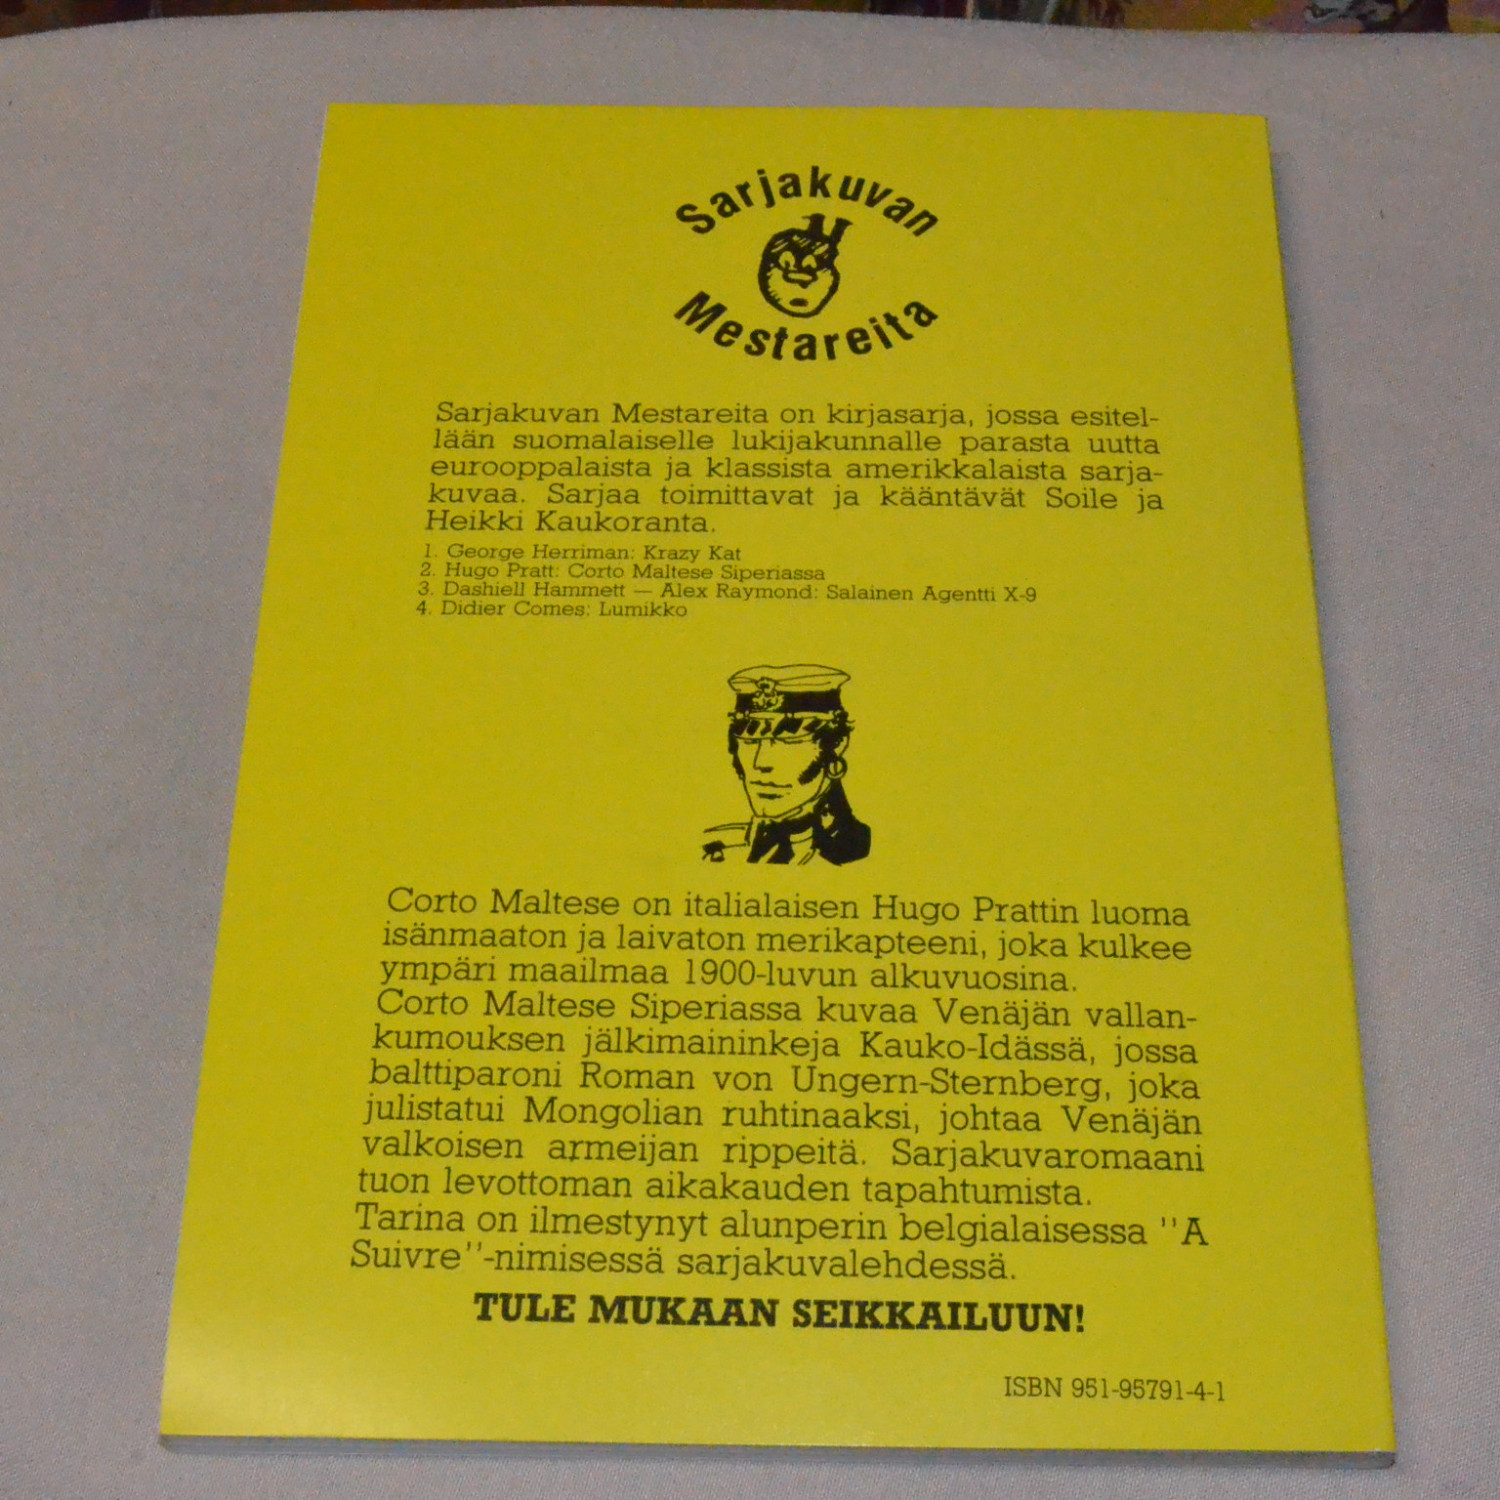 Sarjakuvan
Mestareita
Sarjakuvan Mestareita on kirjasarja, jossa esitel-
lään suomalaiselle lukijakunnalle parasta uutta
eurooppalaista ja klassista amerikkalaista sarja-
kuvaa. Sarjaa toimittavat ja kääntävät Soile ja
Heikki Kaukoranta.
1. George Herriman: Krazy Kat
2. Hugo Pratt: Corto Maltese Siperiassa
3. Dashiell Hammett — Alex Raymond: Salainen Agentti X-9
4. Didier Comes: Lumikko
Corto Maltese on italialaisen Hugo Prattin luoma
isänmaaton ja laivaton merikapteeni, joka kulkee
ympäri maailmaa 1900-luvun alkuvuosina.
Corto Maltese Siperiassa kuvaa Venäjän vallan-
kumouksen jälkimaininkeja Kauko-Idässä, jossa
balttiparoni Roman von Ungern-Sternberg, joka
julistatui Mongolian ruhtinaaksi, johtaa Venäjän
valkoisen armeijan rippeitä. Sarjakuvaromaani
tuon levottoman aikakauden tapahtumista.
Tarina on ilmestynyt alunperin belgialaisessa ''A
Suivre''-nimisessä sarjakuvalehdessä.
TULE MUKAAN SEIKKAILUUN!
ISBN 951-95791-4-1